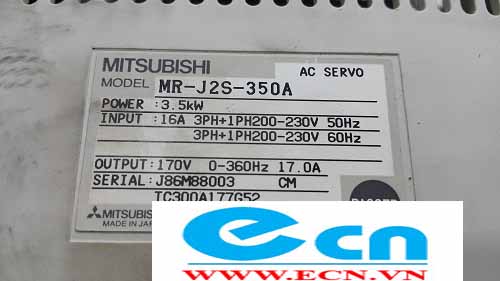 MITSUBISHI
AC SERVO
MODEL MR-J2S-350A
POWER :3.5kW
INPUT :16A 3PH+1PH200-230V 50Hz
3PH+1PH200-230V 60Hz
OUTPUT:170V 0-360Hz 17.0A
SERIAL:J86M88003 CM
TC300A177G52
MITSUBISHI
MADE IN JAPAN
ecn
WWW.ECN.VN